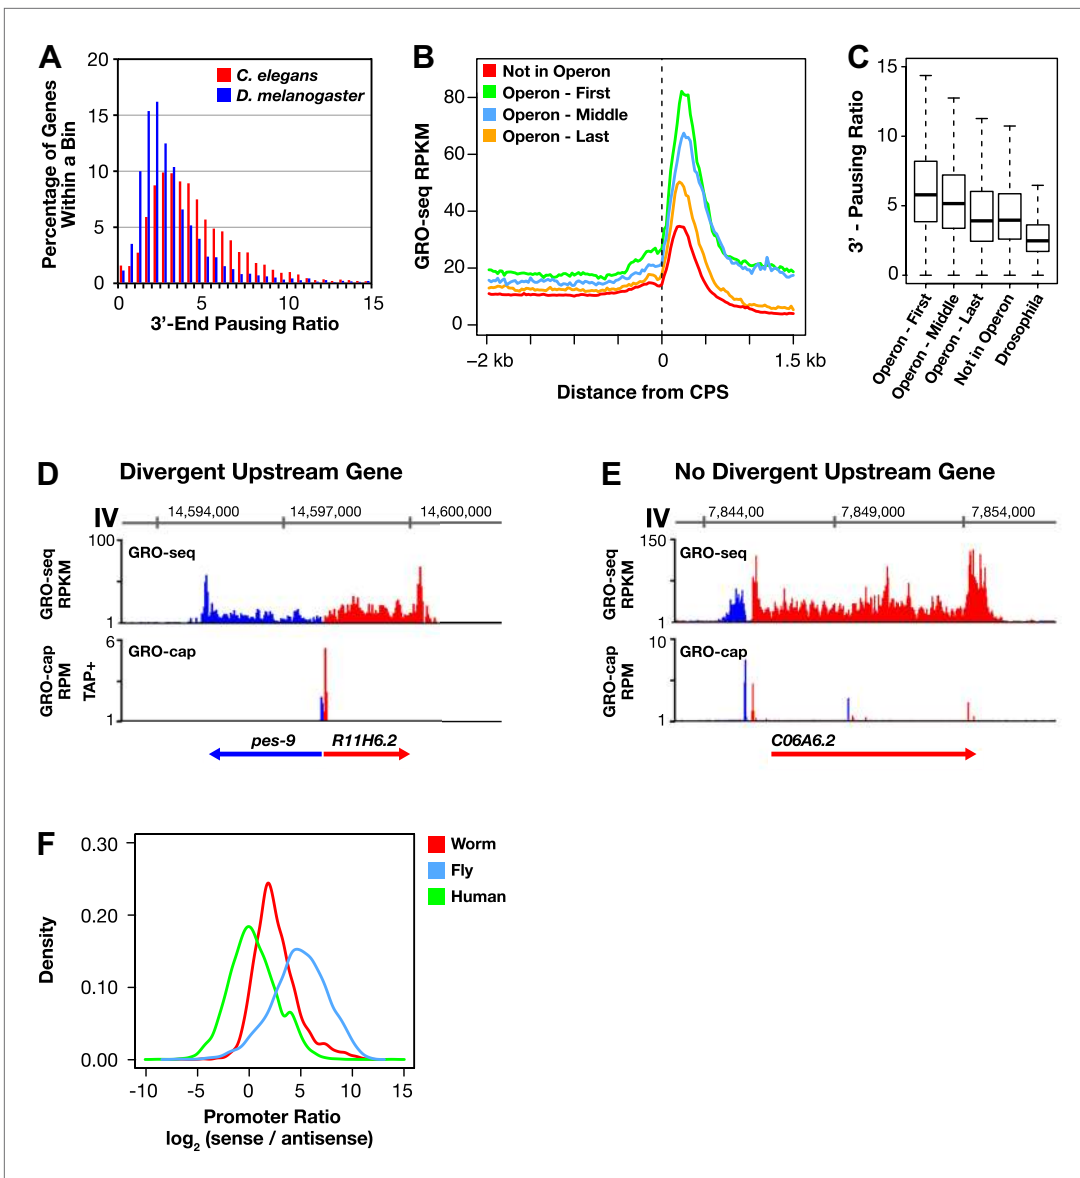 A
20
15
10
5
0
Percentage of Genes
Within a Bin
C. elegans
D. melanogaster
0 5 10 15
3'-End Pausing Ratio
B
80
60
40
20
0
GRO-seq RPKM
Not in Operon
Operon - First
Operon - Middle
Operon - Last
−2 kb 0 1.5 kb
Distance from CPS
C
15
10
5
0
3' - Pausing Ratio
Operon - First
Operon - Middle
Operon - Last
Not in Operon
Drosophila
D
Divergent Upstream Gene
IV
14,594,000 14,597,000 14,600,000
100
1
GRO-seq
RPKM
GRO-seq
6
1
GRO-cap
RPM
TAP+
GRO-cap
pes-9 R11H6.2
E
No Divergent Upstream Gene
IV
7,844,00 7,849,000 7,854,000
150
1
GRO-seq
RPKM
GRO-seq
10
1
GRO-cap
RPM
GRO-cap
C06A6.2
F
0.30
0.20
0.10
0.00
Density
Worm
Fly
Human
-10 -5 0 5 10 15
Promoter Ratio
log2 (sense / antisense)